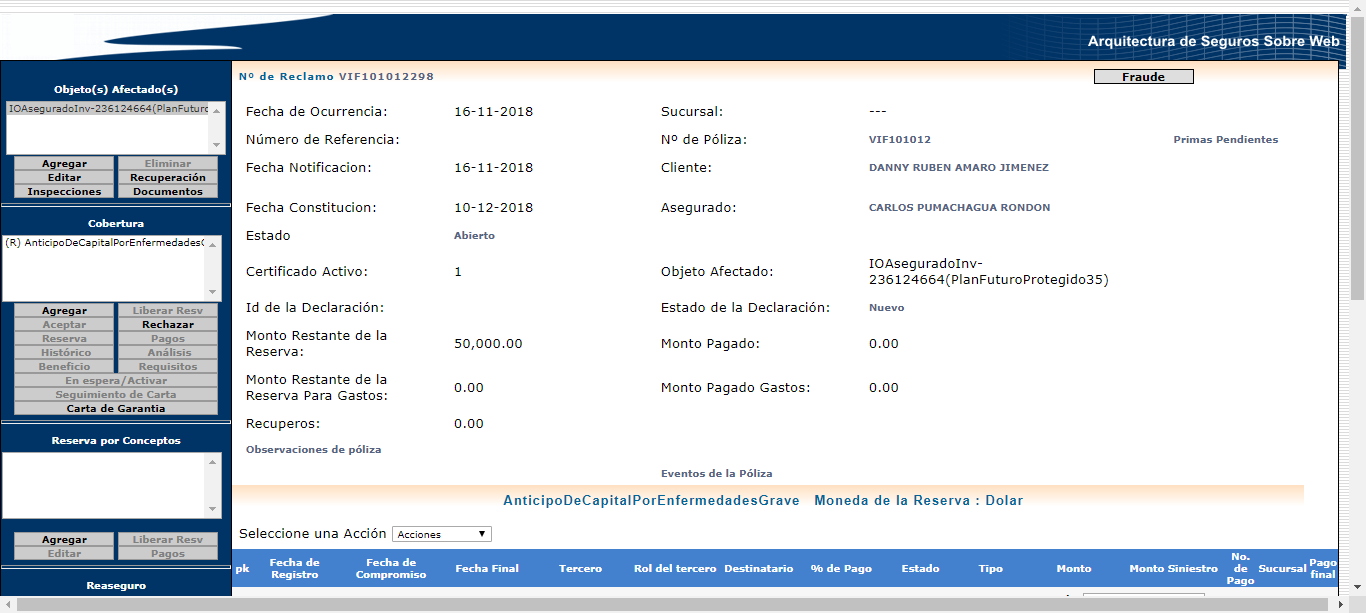 Arquitectura de Seguros Sobre Web
Objeto(s) Afectado(s)
IOAseguradoInv-236124664(PlanFuturo
Agregar Eliminar
Editar Recuperación
Inspecciones Documentos
Cobertura
(R) AnticipoDeCapitalPorEnfermedades
Agregar Liberar Resv
Aceptar Rechazar
Reserva Pagos
Histórico Análisis
Beneficio Requisitos
En espera/Activar
Seguimiento de Carta
Carta de Garantia
Reserva por Conceptos
Agregar Liberar Resv
Editar Pagos
Reaseguro
Nº de Reclamo VIF101012298 Fraude
Fecha de Ocurrencia: 16-11-2018 Sucursal: ---
Número de Referencia: Nº de Póliza: VIF101012 Primas Pendientes
Fecha Notificacion: 16-11-2018 Cliente: DANNY RUBEN AMARO JIMENEZ
Fecha Constitucion: 10-12-2018 Asegurado: CARLOS PUMACHAGUA RONDON
Estado Abierto
Certificado Activo: 1 Objeto Afectado: IOAseguradoInv-
236124664(PlanFuturoProtegido35)
Id de la Declaración: Estado de la Declaración: Nuevo
Monto Restante de la
Reserva: 50,000.00 Monto Pagado: 0.00
Monto Restante de la
Reserva Para Gastos: 0.00 Monto Pagado Gastos: 0.00
Recuperos: 0.00
Observaciones de póliza
Eventos de la Póliza
AnticipoDeCapitalPorEnfermedadesGrave Moneda de la Reserva : Dolar
Seleccione una Acción Acciones
pk Fecha de Registro Fecha de Compromiso Fecha Final Tercero Rol del tercero Destinatario % de Pago Estado Tipo Monto Monto Siniestro No. de Pago Sucursal Pago final